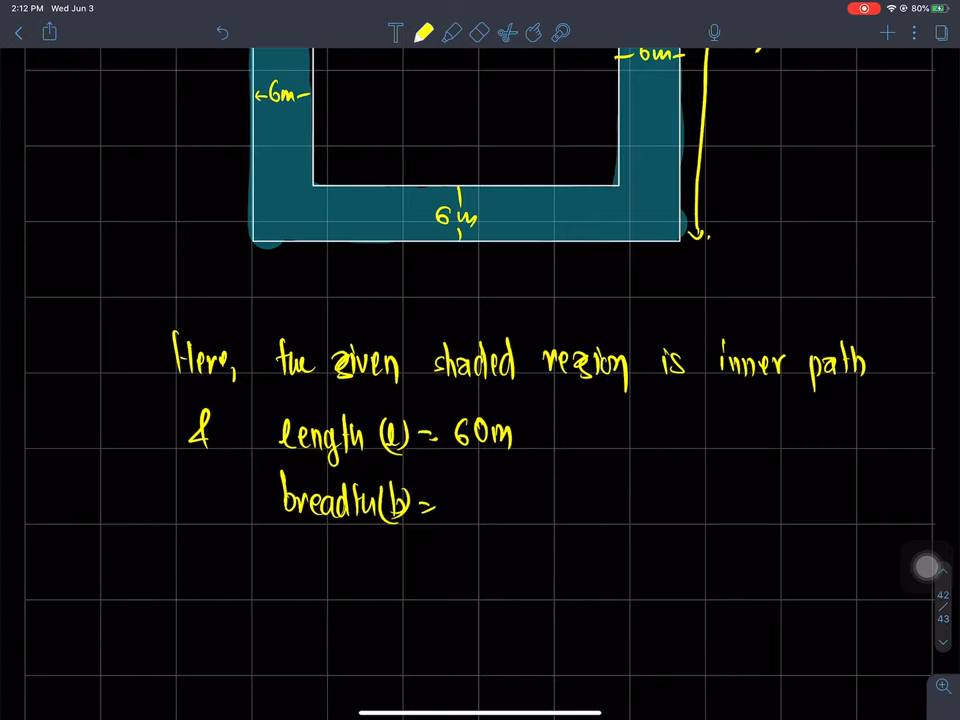 2:12 PM Wed Jun 3 80%
6m
6m
6m
Here, the given shaded region is inner path
& length (l) = 60m
breadth (b) =
42
/
43